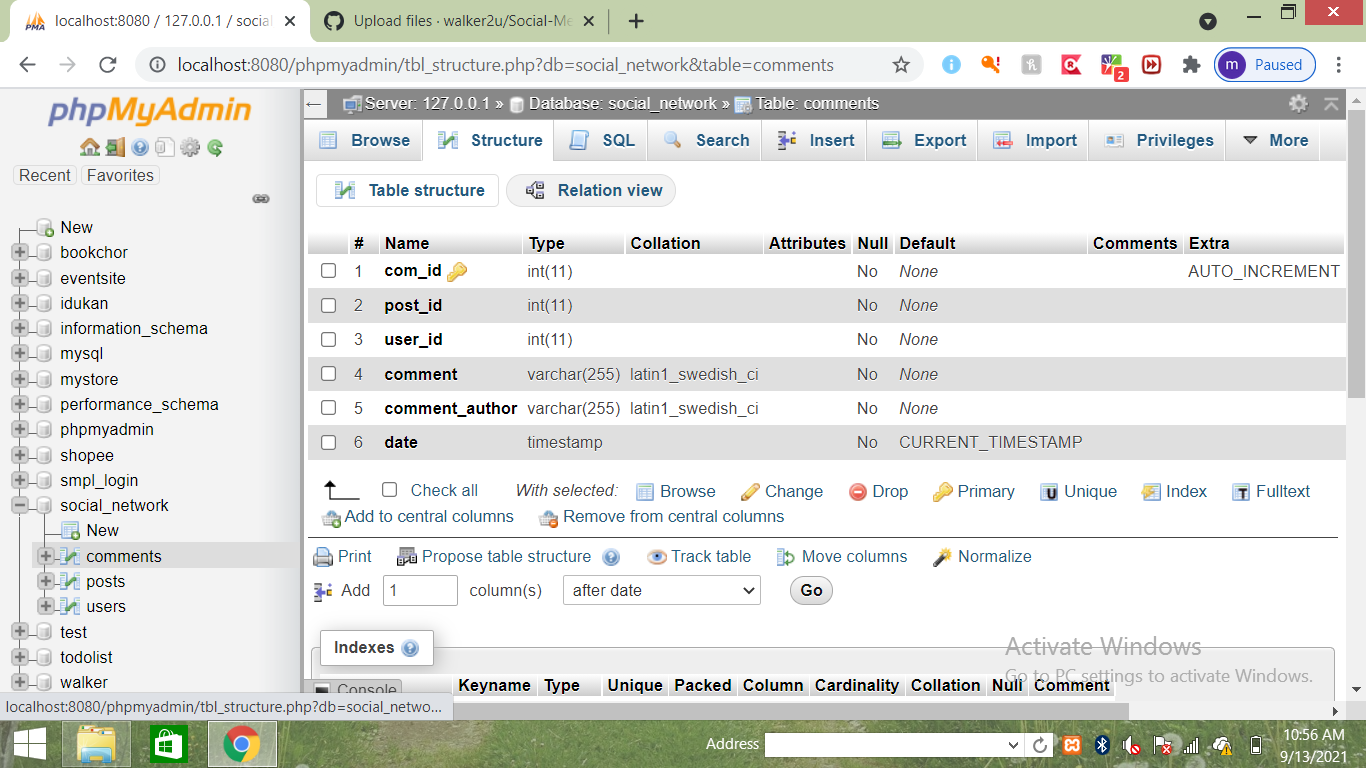 localhost:8080 / 127.0.0.1 / social
Upload files · walker2u/Social-Me
localhost:8080/phpmyadmin/tbl_structure.php?db=social_network&table=comments
2
m Paused
phpMyAdmin
Recent Favorites
New
bookchor
eventsite
idukan
information_schema
mysql
mystore
performance_schema
phpmyadmin
shopee
smpl_login
social_network
New
comments
posts
users
test
todolist
walker
Server: 127.0.0.1 » Database: social_network » Table: comments
Browse Structure SQL Search Insert Export Import Privileges More
Table structure Relation view
# Name Type Collation Attributes Null Default Comments Extra
1 com_id int(11) No None AUTO_INCREMENT
2 post_id int(11) No None
3 user_id int(11) No None
4 comment varchar(255) latin1_swedish_ci No None
5 comment_author varchar(255) latin1_swedish_ci No None
6 date timestamp No CURRENT_TIMESTAMP
Check all With selected: Browse Change Drop Primary Unique Index Fulltext
Add to central columns Remove from central columns
Print Propose table structure Track table Move columns Normalize
Add 1 column(s) after date Go
Indexes
Console Keyname Type Unique Packed Column Cardinality Collation Null Comment
Activate Windows
Go to PC settings to activate Windows.
localhost:8080/phpmyadmin/tbl_structure.php?db=social_netwo...
Address
10:56 AM
9/13/2021